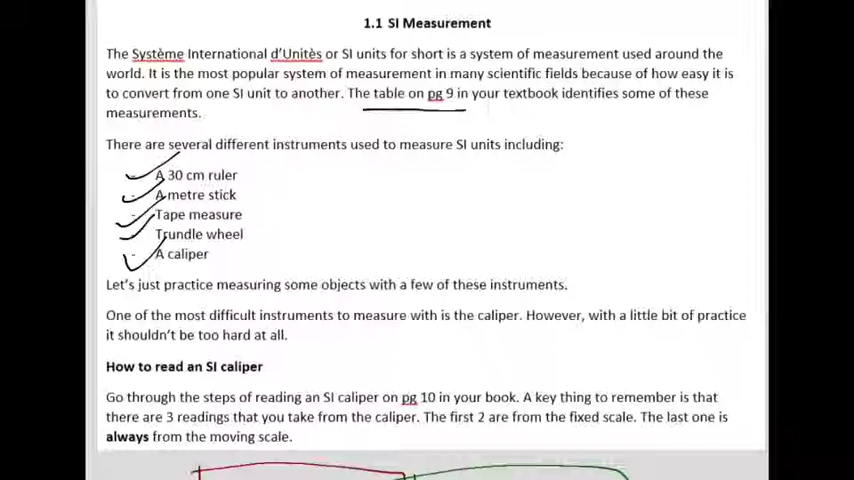 1.1 SI Measurement
The Système International d'Unitès or SI units for short is a system of measurement used around the
world. It is the most popular system of measurement in many scientific fields because of how easy it is
to convert from one SI unit to another. The table on pg 9 in your textbook identifies some of these
measurements.
There are several different instruments used to measure SI units including:
- A 30 cm ruler
- A metre stick
- Tape measure
- Trundle wheel
- A caliper
Let's just practice measuring some objects with a few of these instruments.
One of the most difficult instruments to measure with is the caliper. However, with a little bit of practice
it shouldn't be too hard at all.
How to read an SI caliper
Go through the steps of reading an SI caliper on pg 10 in your book. A key thing to remember is that
there are 3 readings that you take from the caliper. The first 2 are from the fixed scale. The last one is
always from the moving scale.